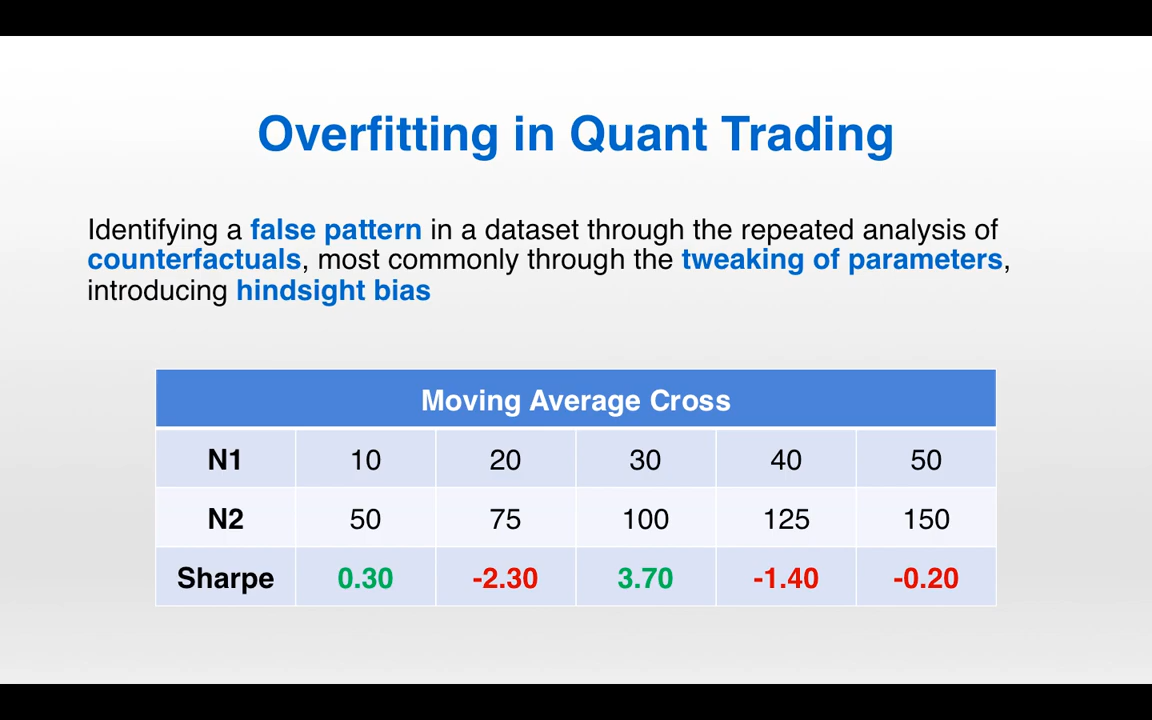 Overfitting in Quant Trading
Identifying a false pattern in a dataset through the repeated analysis of
counterfactuals, most commonly through the tweaking of parameters,
introducing hindsight bias
Moving Average Cross
N1 10 20 30 40 50
N2 50 75 100 125 150
Sharpe 0.30 -2.30 3.70 -1.40 -0.20